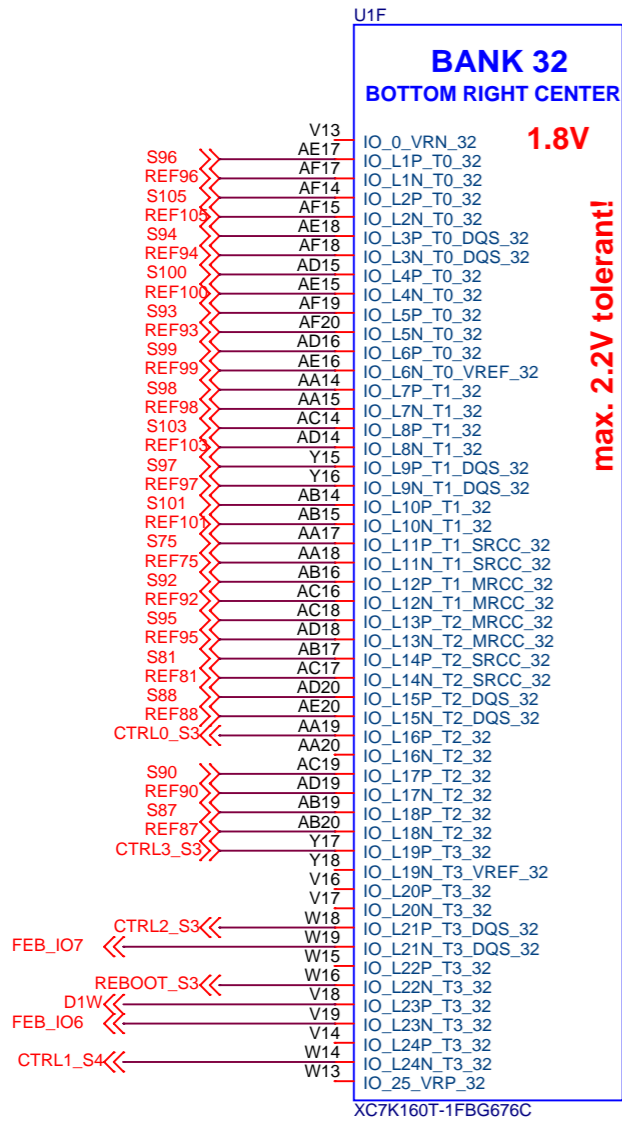 U1F
BANK 32
BOTTOM RIGHT CENTER
1.8V
max. 2.2V tolerant!
V13 IO_0_VRN_32
S96 AE17 IO_L1P_T0_32
REF96 AF17 IO_L1N_T0_32
S105 AF14 IO_L2P_T0_32
REF105 AF15 IO_L2N_T0_32
S94 AE18 IO_L3P_T0_DQS_32
REF94 AF18 IO_L3N_T0_DQS_32
S100 AD15 IO_L4P_T0_32
REF100 AE15 IO_L4N_T0_32
S93 AF19 IO_L5P_T0_32
REF93 AF20 IO_L5N_T0_32
S99 AD16 IO_L6P_T0_32
REF99 AE16 IO_L6N_T0_VREF_32
S98 AA14 IO_L7P_T1_32
REF98 AA15 IO_L7N_T1_32
S103 AC14 IO_L8P_T1_32
REF103 AD14 IO_L8N_T1_32
S97 Y15 IO_L9P_T1_DQS_32
REF97 Y16 IO_L9N_T1_DQS_32
S101 AB14 IO_L10P_T1_32
REF101 AB15 IO_L10N_T1_32
S75 AA17 IO_L11P_T1_SRCC_32
REF75 AA18 IO_L11N_T1_SRCC_32
S92 AB16 IO_L12P_T1_MRCC_32
REF92 AC16 IO_L12N_T1_MRCC_32
S95 AC18 IO_L13P_T2_MRCC_32
REF95 AD18 IO_L13N_T2_MRCC_32
S81 AB17 IO_L14P_T2_SRCC_32
REF81 AC17 IO_L14N_T2_SRCC_32
S88 AD20 IO_L15P_T2_DQS_32
REF88 AE20 IO_L15N_T2_DQS_32
CTRL0_S3 AA19 IO_L16P_T2_32
AA20 IO_L16N_T2_32
S90 AC19 IO_L17P_T2_32
REF90 AD19 IO_L17N_T2_32
S87 AB19 IO_L18P_T2_32
REF87 AB20 IO_L18N_T2_32
CTRL3_S3 Y17 IO_L19P_T3_32
Y18 IO_L19N_T3_VREF_32
V16 IO_L20P_T3_32
V17 IO_L20N_T3_32
CTRL2_S3 W18 IO_L21P_T3_DQS_32
FEB_IO7 W19 IO_L21N_T3_DQS_32
W15 IO_L22P_T3_32
REBOOT_S3 W16 IO_L22N_T3_32
D1W V18 IO_L23P_T3_32
FEB_IO6 V19 IO_L23N_T3_32
V14 IO_L24P_T3_32
CTRL1_S4 W14 IO_L24N_T3_32
W13 IO_25_VRP_32
XC7K160T-1FBG676C